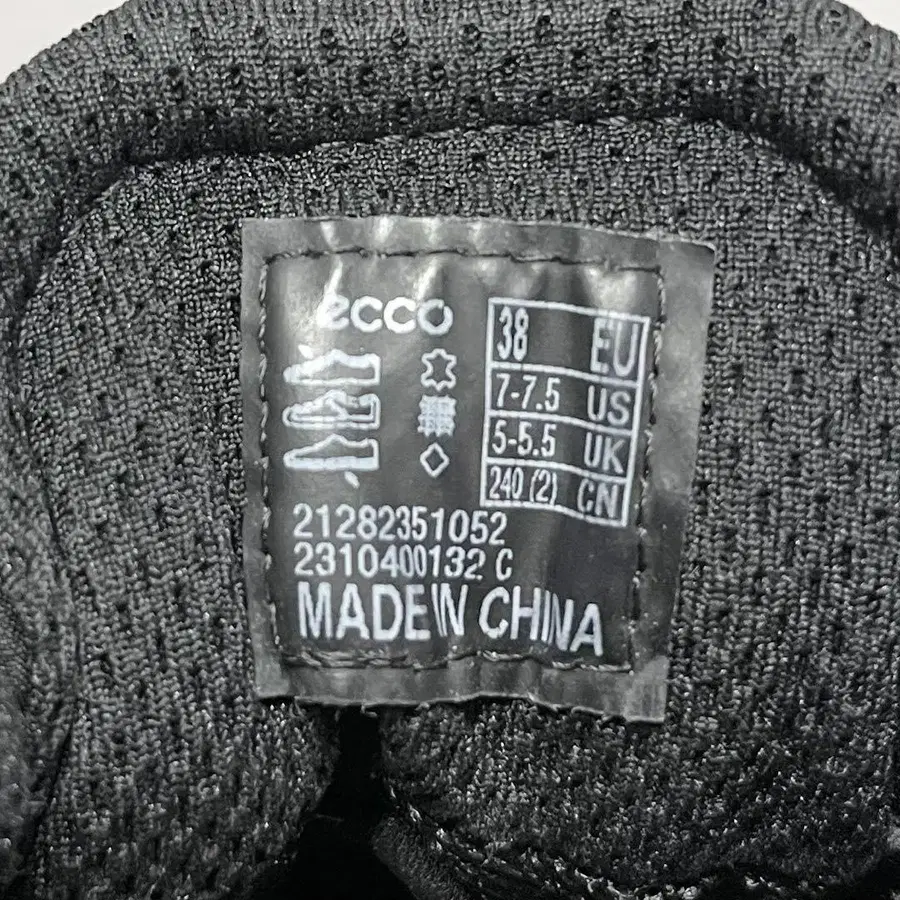 ecco
38 EU
7-7.5 US
5-5.5 UK
240 (2) CN
21282351052
2310400132 C
MADE IN CHINA